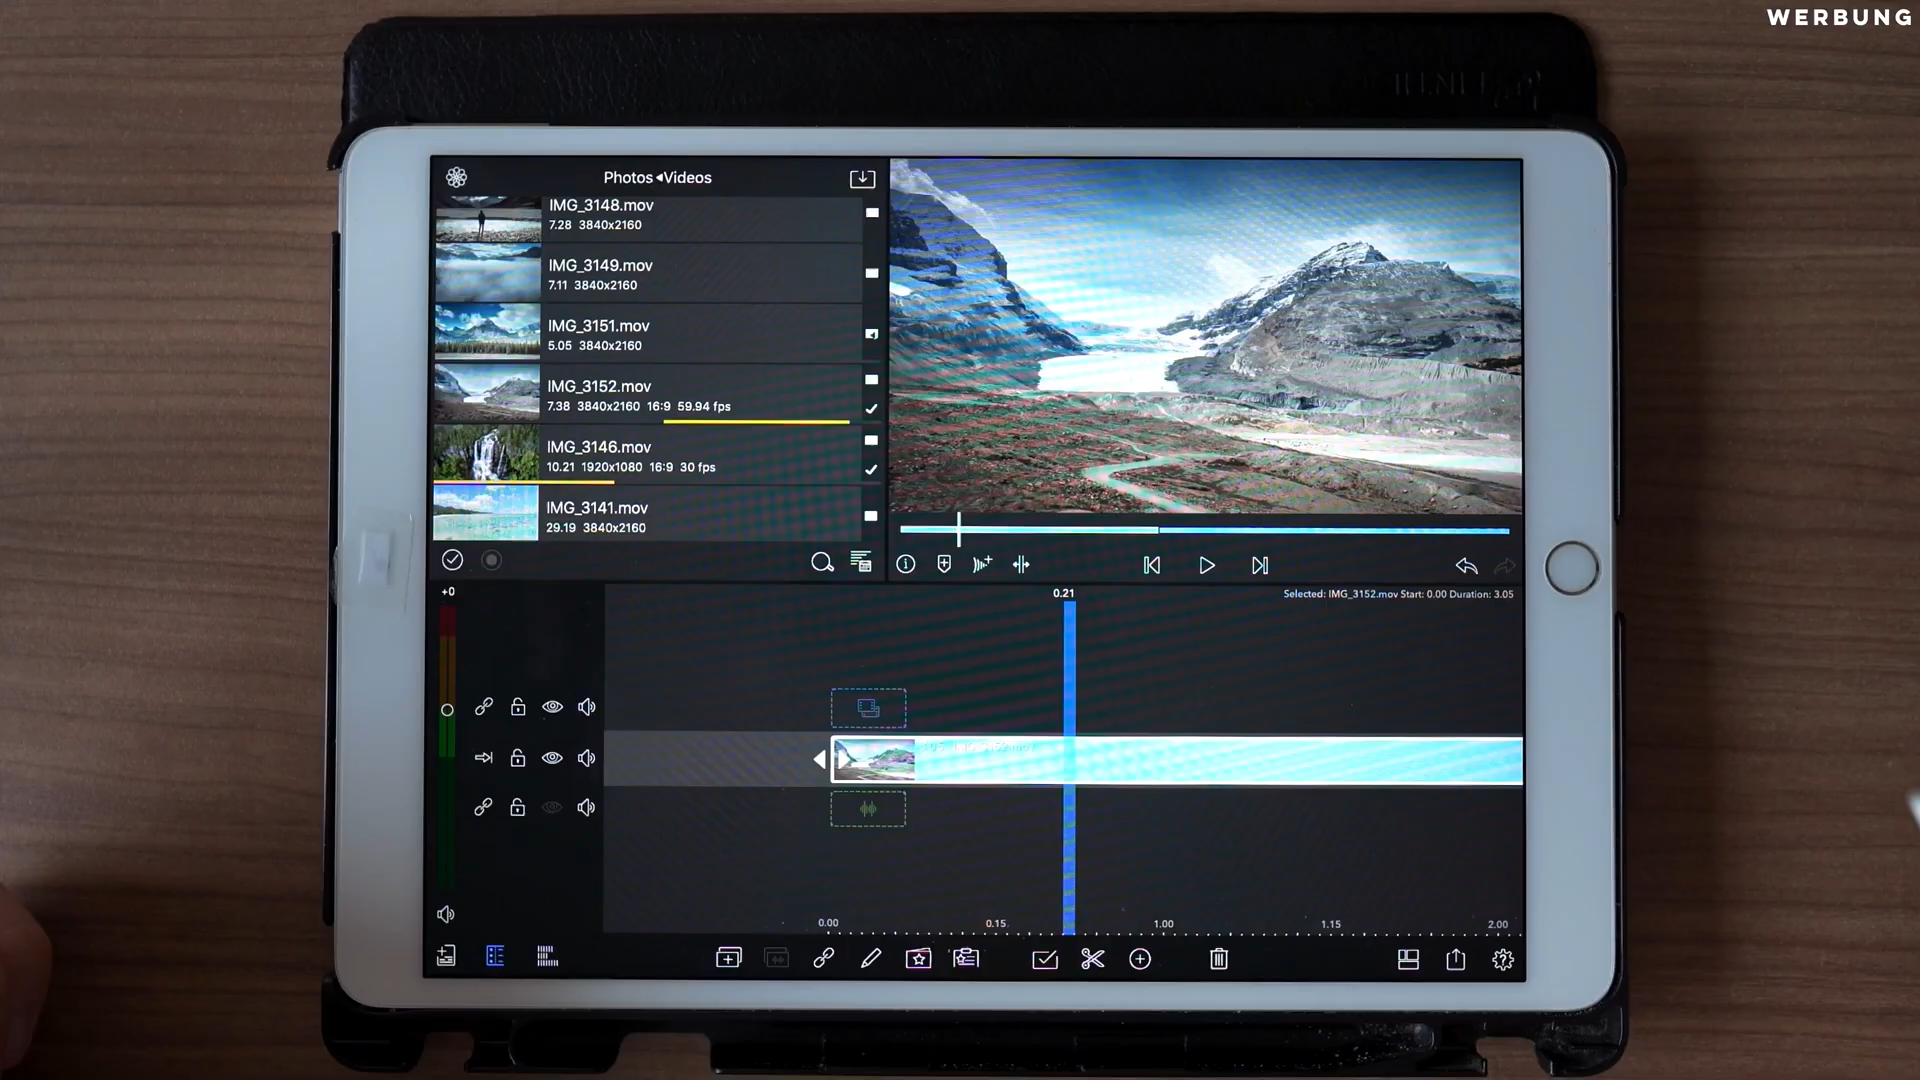 WERBUNG
Photos ◂Videos
IMG_3148.mov
7.28 3840x2160
IMG_3149.mov
7.11 3840x2160
IMG_3151.mov
5.05 3840x2160
IMG_3152.mov
7.38 3840x2160 16:9 59.94 fps
IMG_3146.mov
10.21 1920x1080 16:9 30 fps
IMG_3141.mov
29.19 3840x2160
+0
0.21
Selected: IMG_3152.mov Start: 0.00 Duration: 3.05
0.00
0.15
1.00
1.15
2.00